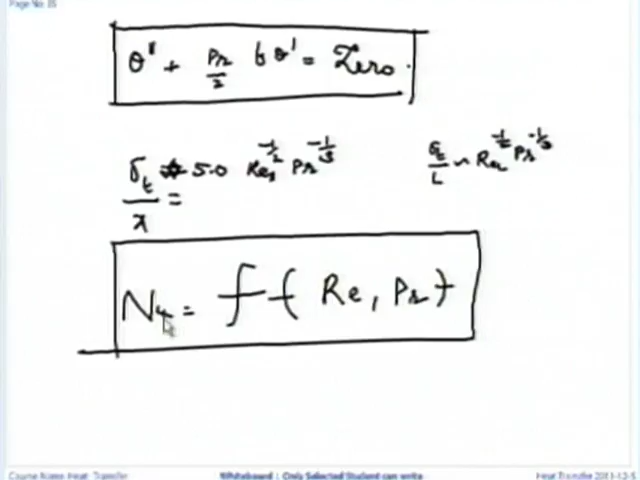 Page No. 35
θ'' + Pr/2 f θ' = Zero.
δt/x = 5.0 Rex^-1/2 Pr^-1/3
δt/L ~ ReL^-1/2 Pr^-1/3
Nu = f ( Re, Pr )
Course Name Heat Transfer Whiteboard : Only Selected Student can write Heat Transfer 2011-12-S